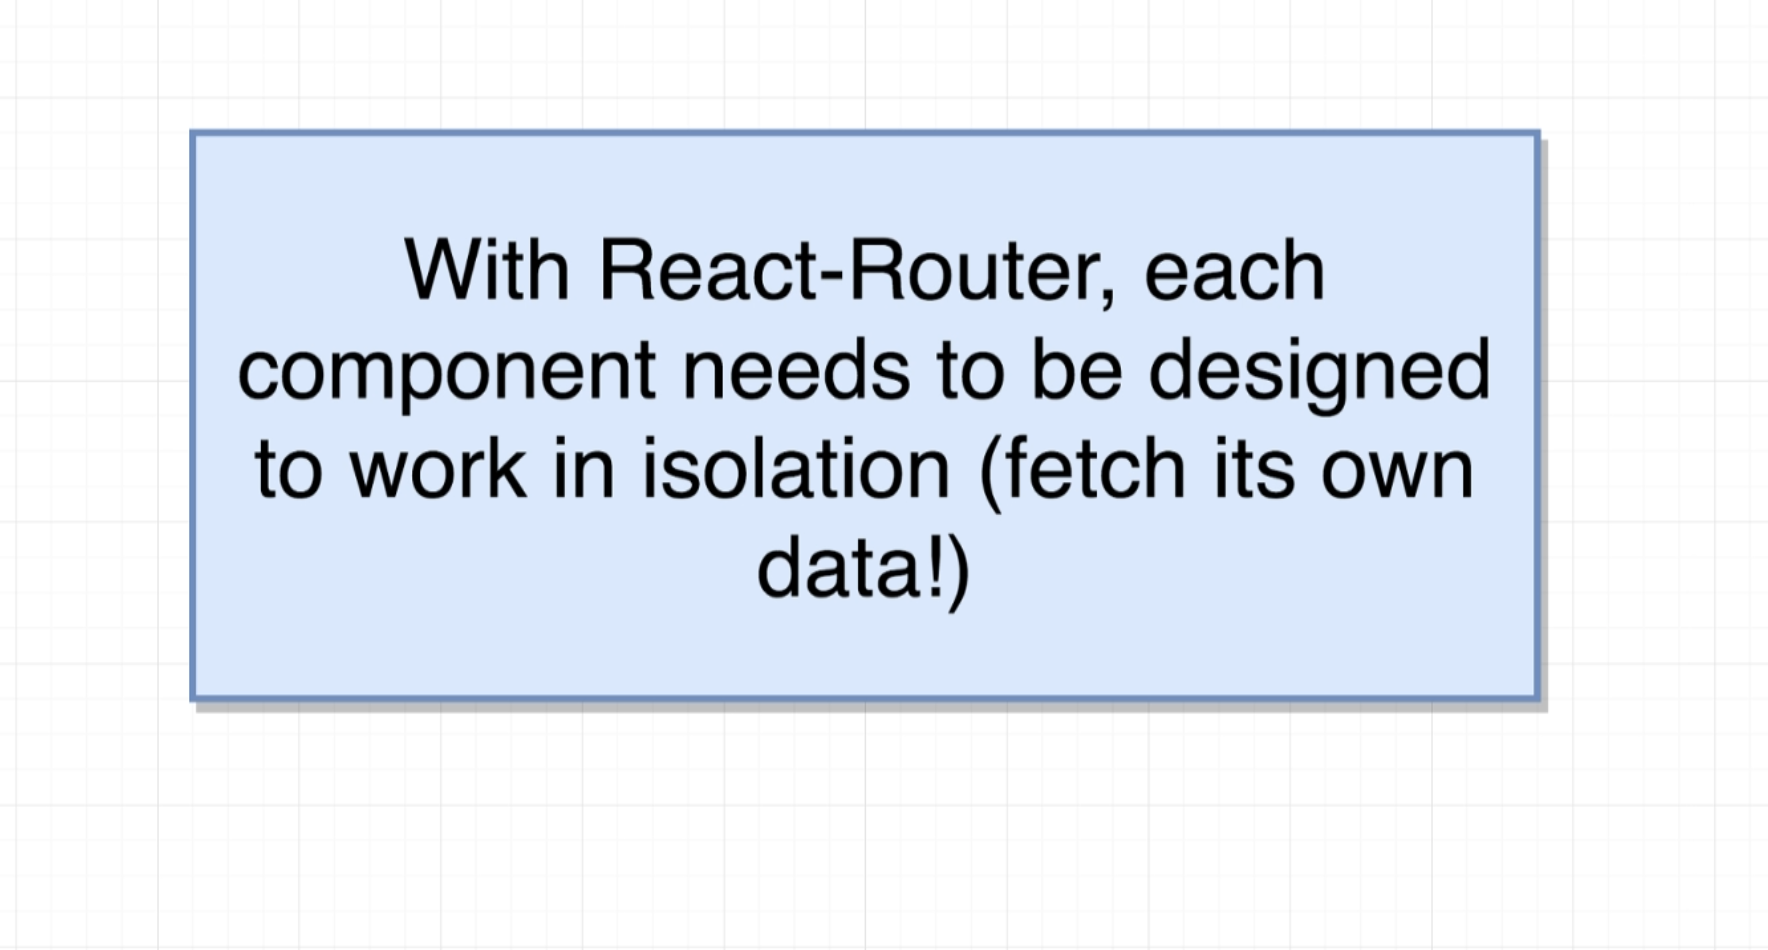 With React-Router, each
component needs to be designed
to work in isolation (fetch its own
data!)